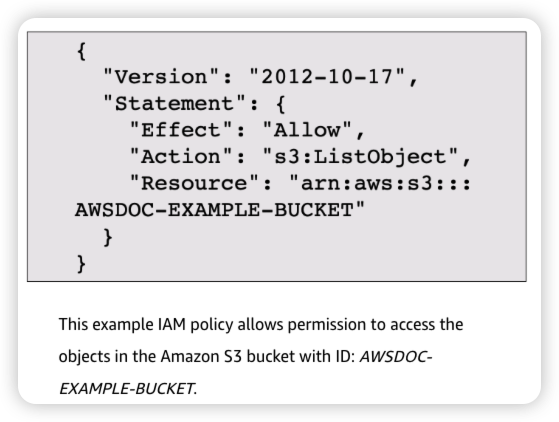 {
"Version": "2012-10-17",
"Statement": {
"Effect": "Allow",
"Action": "s3:ListObject",
"Resource": "arn:aws:s3:::
AWSDOC-EXAMPLE-BUCKET"
}
}
This example IAM policy allows permission to access the
objects in the Amazon S3 bucket with ID: AWSDOC-
EXAMPLE-BUCKET.